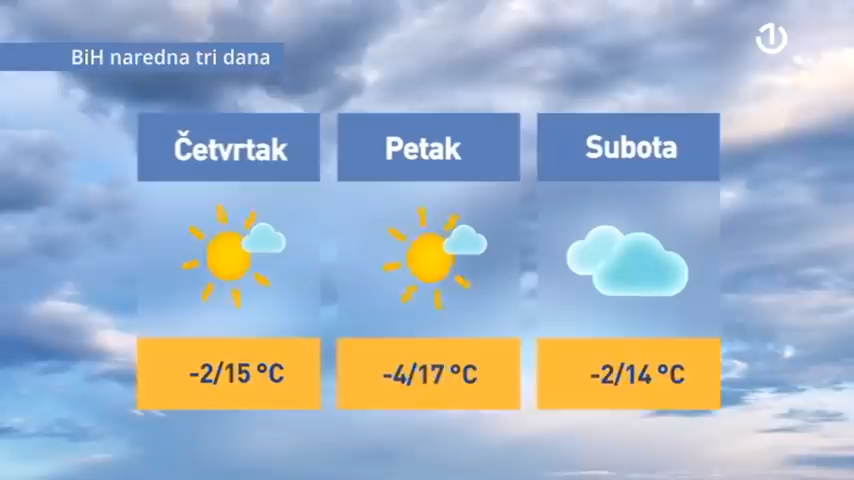 BiH naredna tri dana
Četvrtak
Petak
Subota
-2/15 °C
-4/17 °C
-2/14 °C